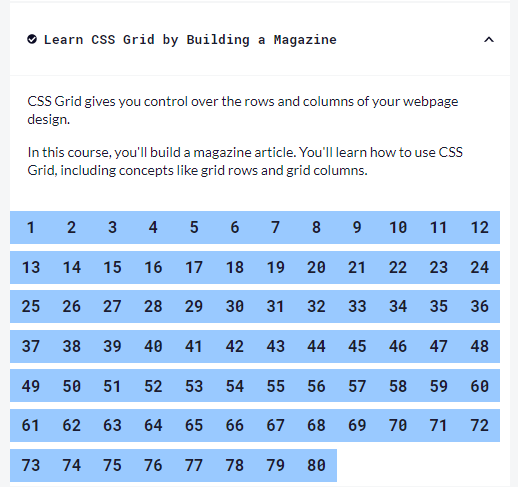 Learn CSS Grid by Building a Magazine
CSS Grid gives you control over the rows and columns of your webpage
design.
In this course, you'll build a magazine article. You'll learn how to use CSS
Grid, including concepts like grid rows and grid columns.
1 2 3 4 5 6 7 8 9 10 11 12
13 14 15 16 17 18 19 20 21 22 23 24
25 26 27 28 29 30 31 32 33 34 35 36
37 38 39 40 41 42 43 44 45 46 47 48
49 50 51 52 53 54 55 56 57 58 59 60
61 62 63 64 65 66 67 68 69 70 71 72
73 74 75 76 77 78 79 80